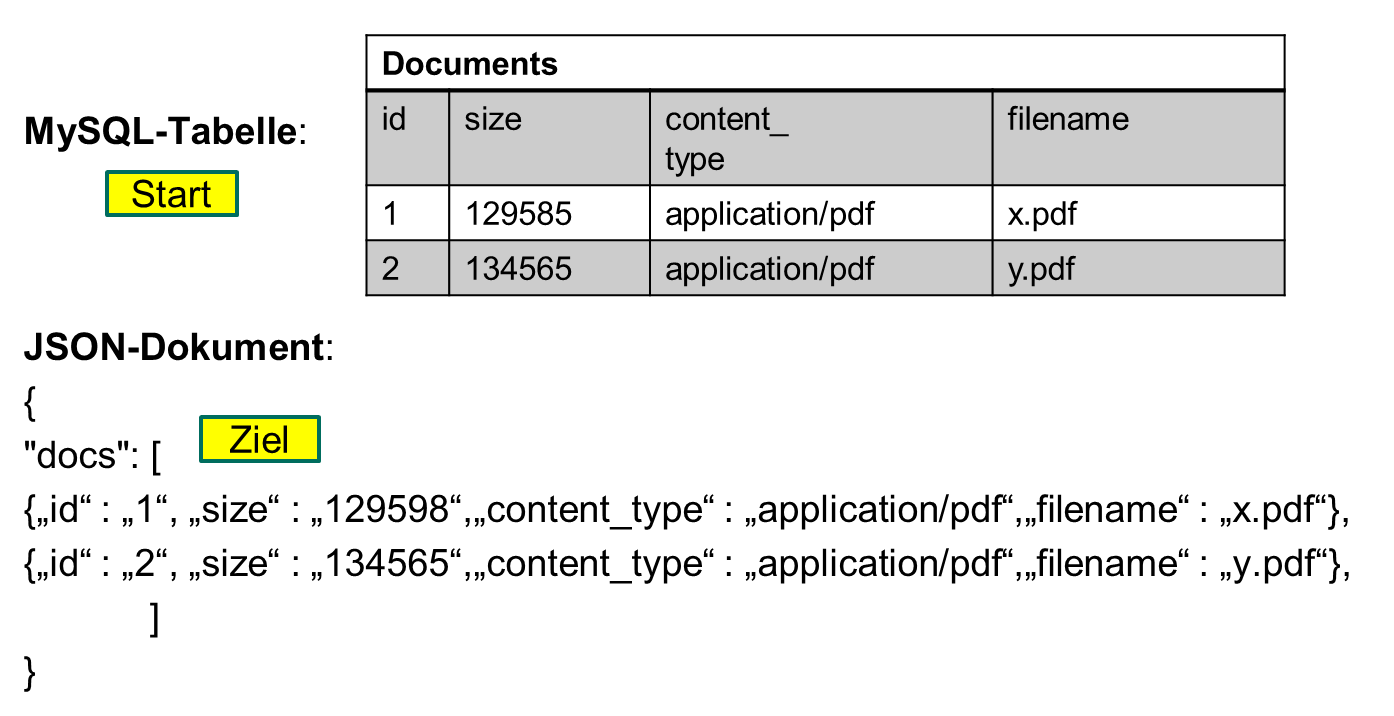 Documents
MySQL-Tabelle:
id size content_ filename
type
Start
1 129585 application/pdf x.pdf
2 134565 application/pdf y.pdf
JSON-Dokument:
{
Ziel
"docs": [
{„id“ : „1“, „size“ : „129598“,„content_type“ : „application/pdf“,„filename“ : „x.pdf“},
{„id“ : „2“, „size“ : „134565“,„content_type“ : „application/pdf“,„filename“ : „y.pdf“},
]
}